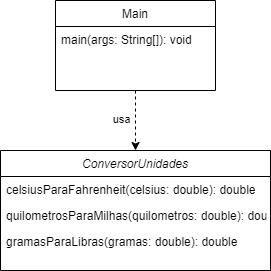 Main
main(args: String[]): void
usa
ConversorUnidades
celsiusParaFahrenheit(celsius: double): double
quilometrosParaMilhas(quilometros: double): dou
gramasParaLibras(gramas: double): double